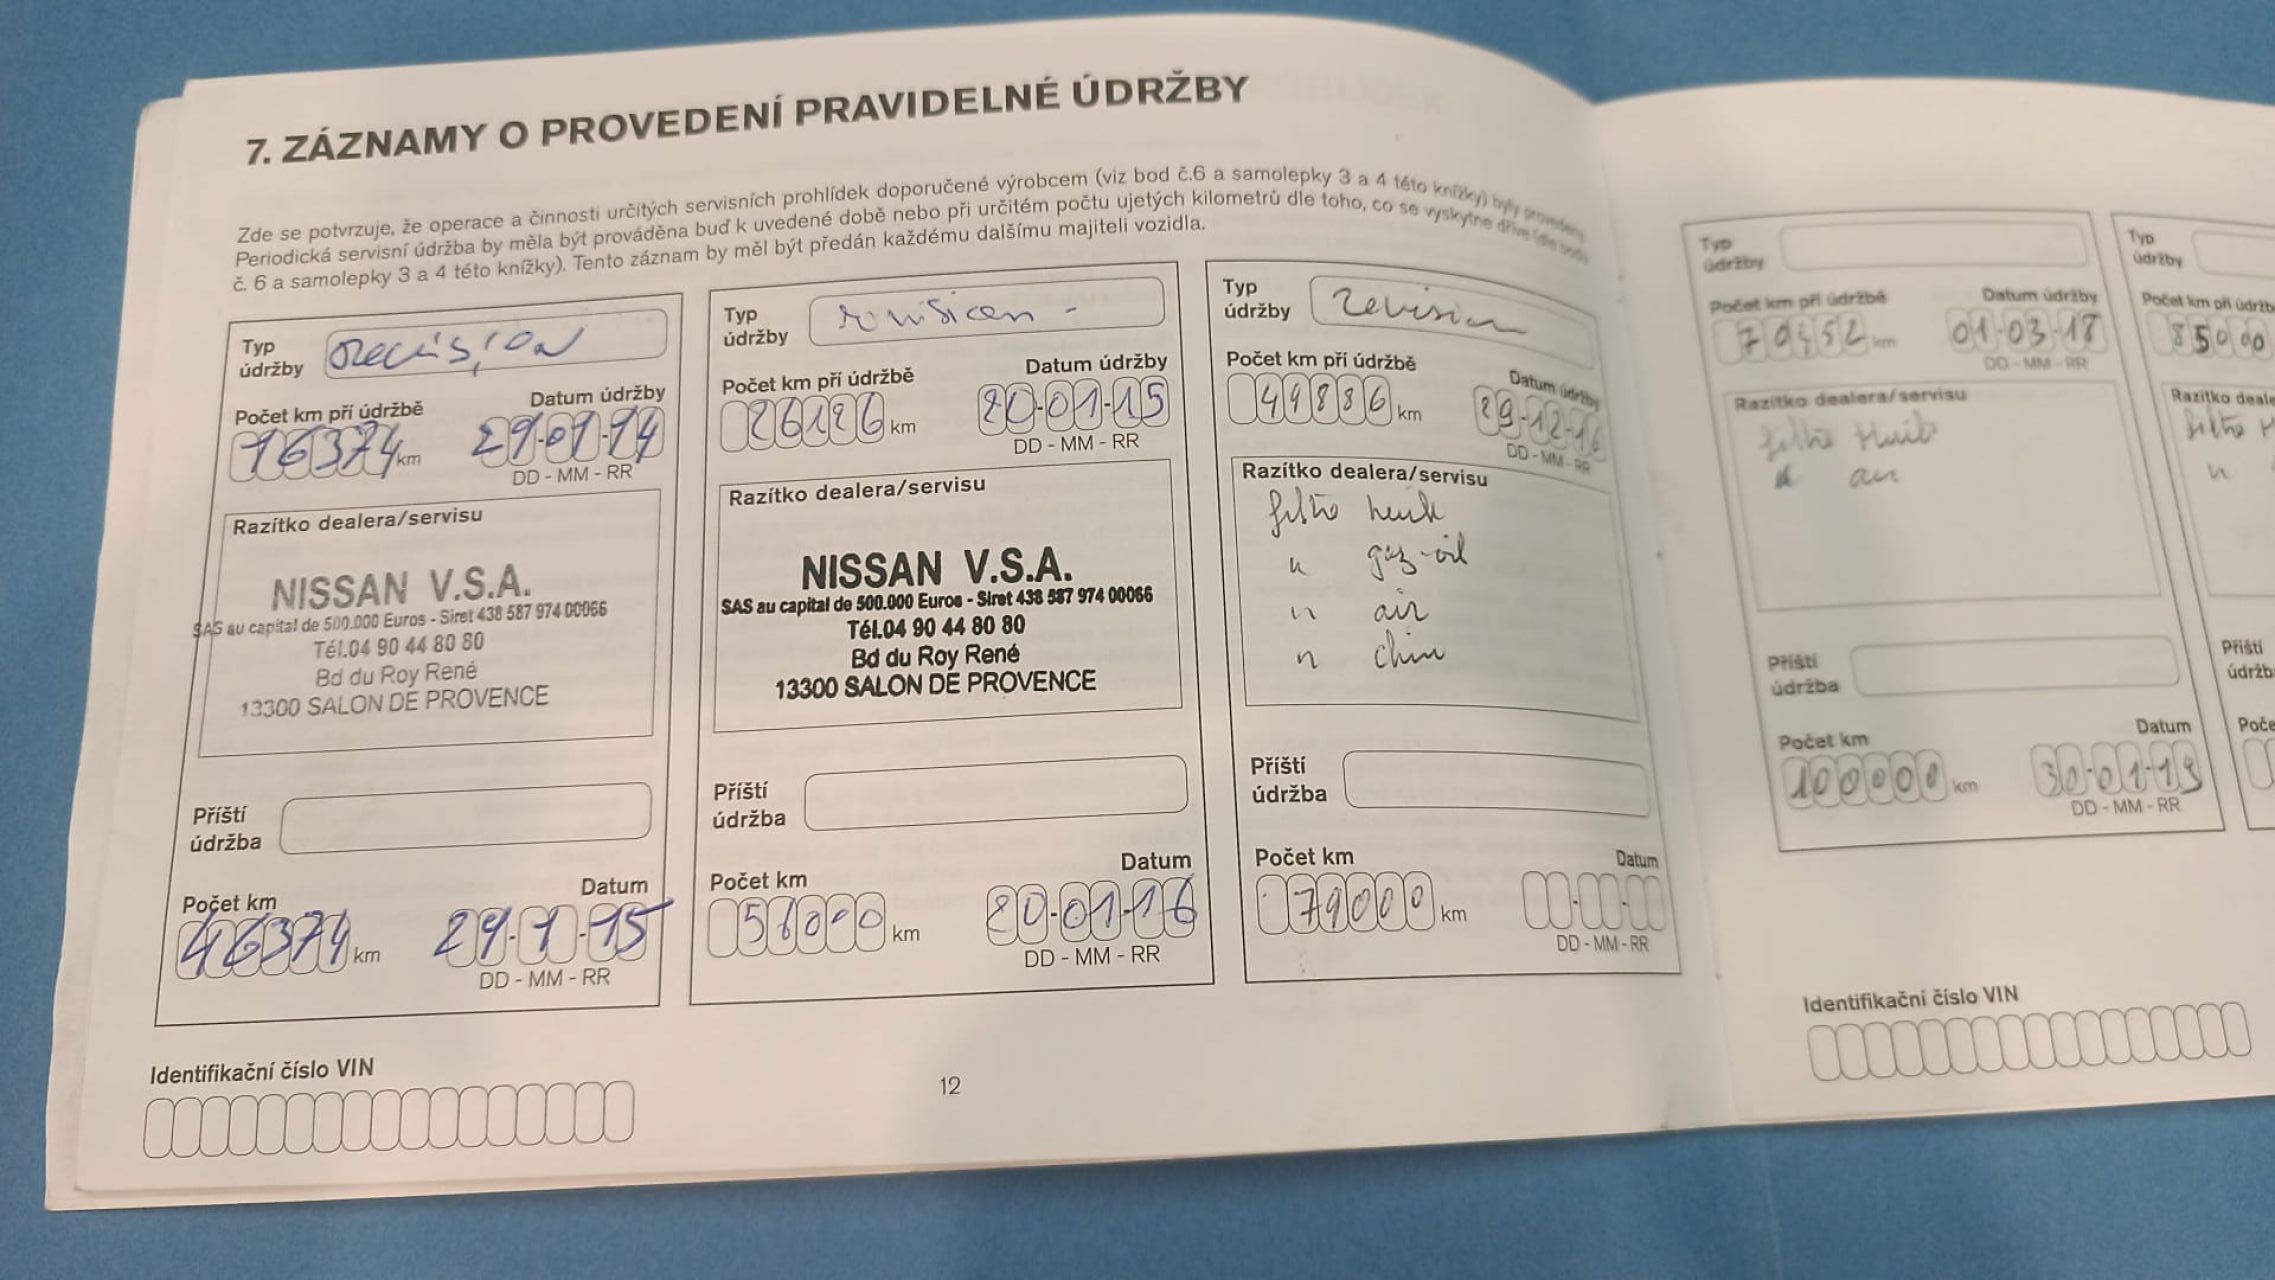 7. ZÁZNAMY O PROVEDENÍ PRAVIDELNÉ ÚDRŽBY
Zde se potvrzuje, že operace a činnosti určitých servisních prohlídek doporučené výrobcem (viz bod č.6 a samolepky 3 a 4 této knížky) byly provedeny.
Periodická servisní údržba by měla být prováděna buď k uvedené době nebo při určitém počtu ujetých kilometrů dle toho, co se vyskytne dříve (dle bodu
č. 6 a samolepky 3 a 4 této knížky). Tento záznam by měl být předán každému dalšímu majiteli vozidla.
Typ
údržby
Počet km pří údržbě
Datum údržby
16374 km
29-01-14
DD - MM - RR
Razítko dealera/servisu
NISSAN V.S.A.
SAS au capital de 500.000 Euros - Siret 438 587 974 00066
Tél.04 90 44 80 80
Bd du Roy René
13300 SALON DE PROVENCE
Příští
údržba
Počet km
Datum
46374 km
29-1-15
DD - MM - RR
Identifikační číslo VIN
Typ
údržby
Počet km pří údržbě
Datum údržby
26126 km
20-01-15
DD - MM - RR
Razítko dealera/servisu
NISSAN V.S.A.
SAS au capital de 500.000 Euros - Siret 438 587 974 00066
Tél.04 90 44 80 80
Bd du Roy René
13300 SALON DE PROVENCE
Příští
údržba
Počet km
Datum
56000 km
20-01-16
DD - MM - RR
Typ
údržby
Revision
Počet km pří údržbě
Datum údržby
49886 km
29-12-16
DD - MM - RR
Razítko dealera/servisu
filtre
gaz-oil
air
Příští
údržba
Počet km
Datum
79000 km
DD - MM - RR
12
Typ
údržby
Počet km pří údržbě
Datum údržby
km
01-03-18
DD - MM - RR
Razítko dealera/servisu
Příští
údržba
Počet km
Datum
100000 km
30-01-19
DD - MM - RR
Identifikační číslo VIN
Typ
údržby
85000
Příští